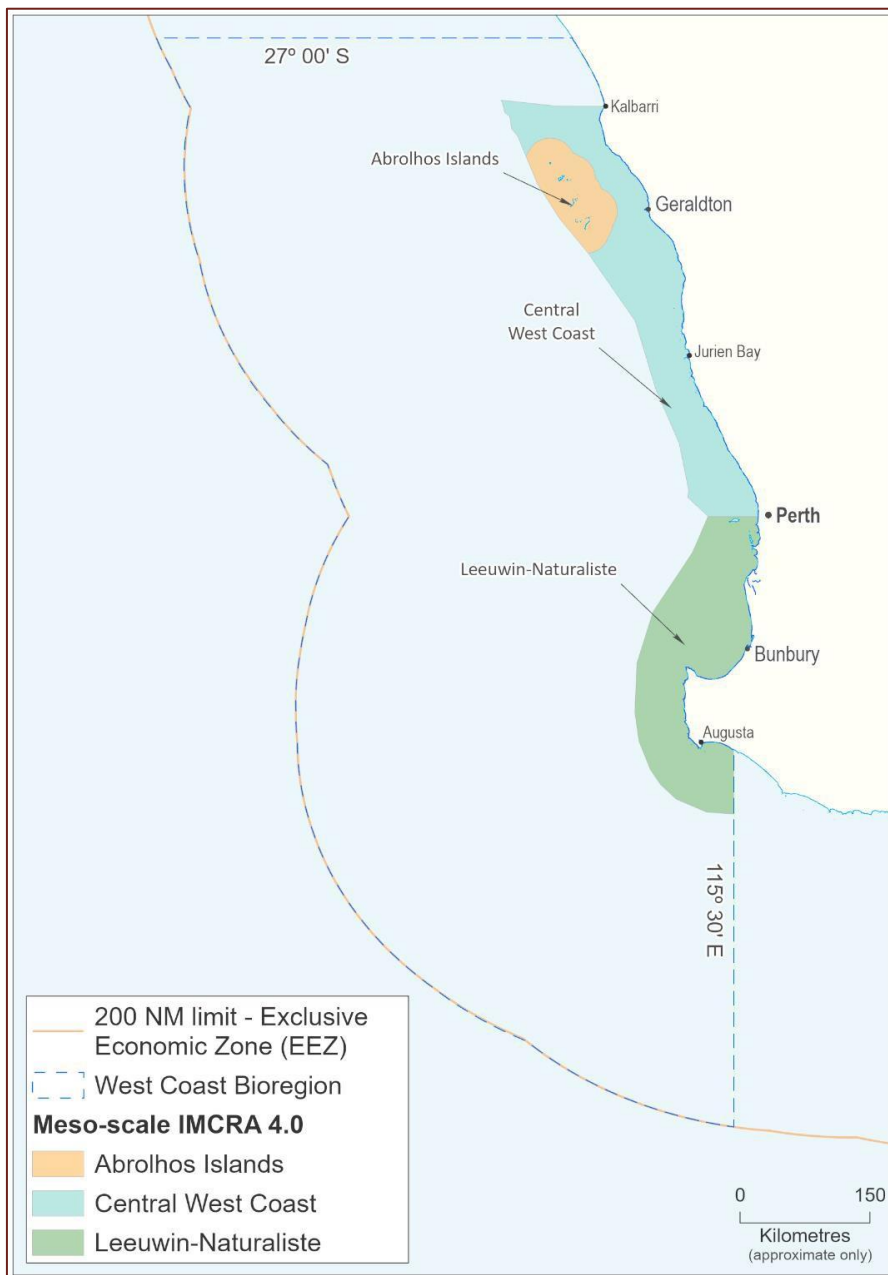 27º 00' S
Kalbarri
Abrolhos Islands
Geraldton
Central
West Coast
Jurien Bay
Perth
Leeuwin-Naturaliste
Bunbury
Augusta
115º 30' E
200 NM limit - Exclusive
Economic Zone (EEZ)
West Coast Bioregion
Meso-scale IMCRA 4.0
Abrolhos Islands
Central West Coast
Leeuwin-Naturaliste
0 150
Kilometres
(approximate only)